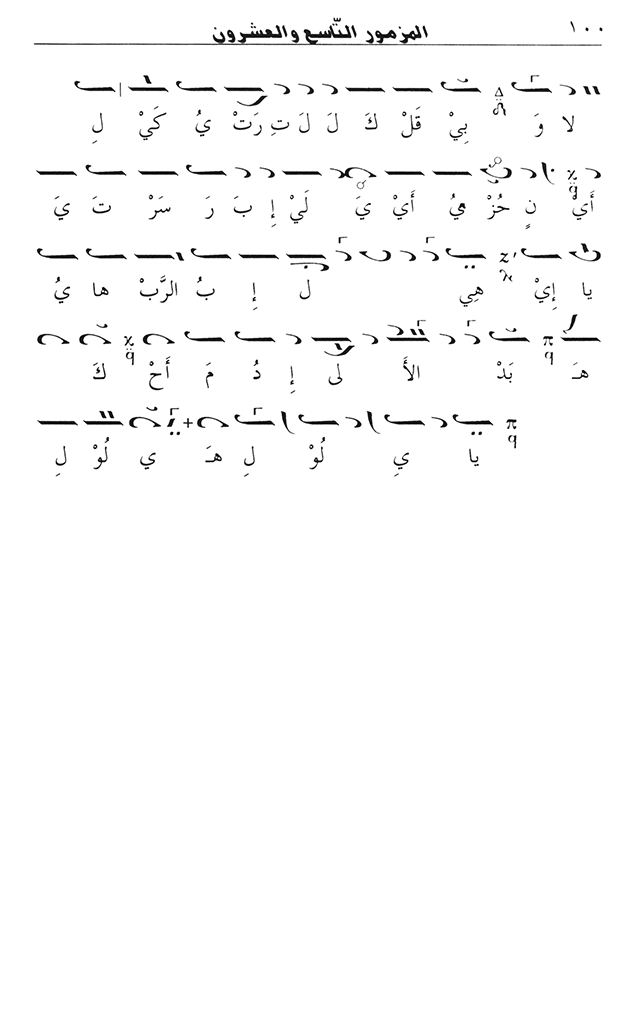 ١٠٠
المزمور التّاسع والعشرون
لِ كَيْ يُ رَتْ تِ لَ لَ كَ قَلْ بِيْ وَ لا
يَ تَ سَرْ رَ بَ إِ لَيْ يَ أَيْ يُ هِيْ حُزْ نٍ أَيْ
يُ ها الرَّبْ بُ إِ لَ هِي إِيْ يا
كَ أَحْ مَ دُ إِ لى الأَ بَدْ هَـ
لِ لُوْ ي هَـ لِ لُوْ يِ يا